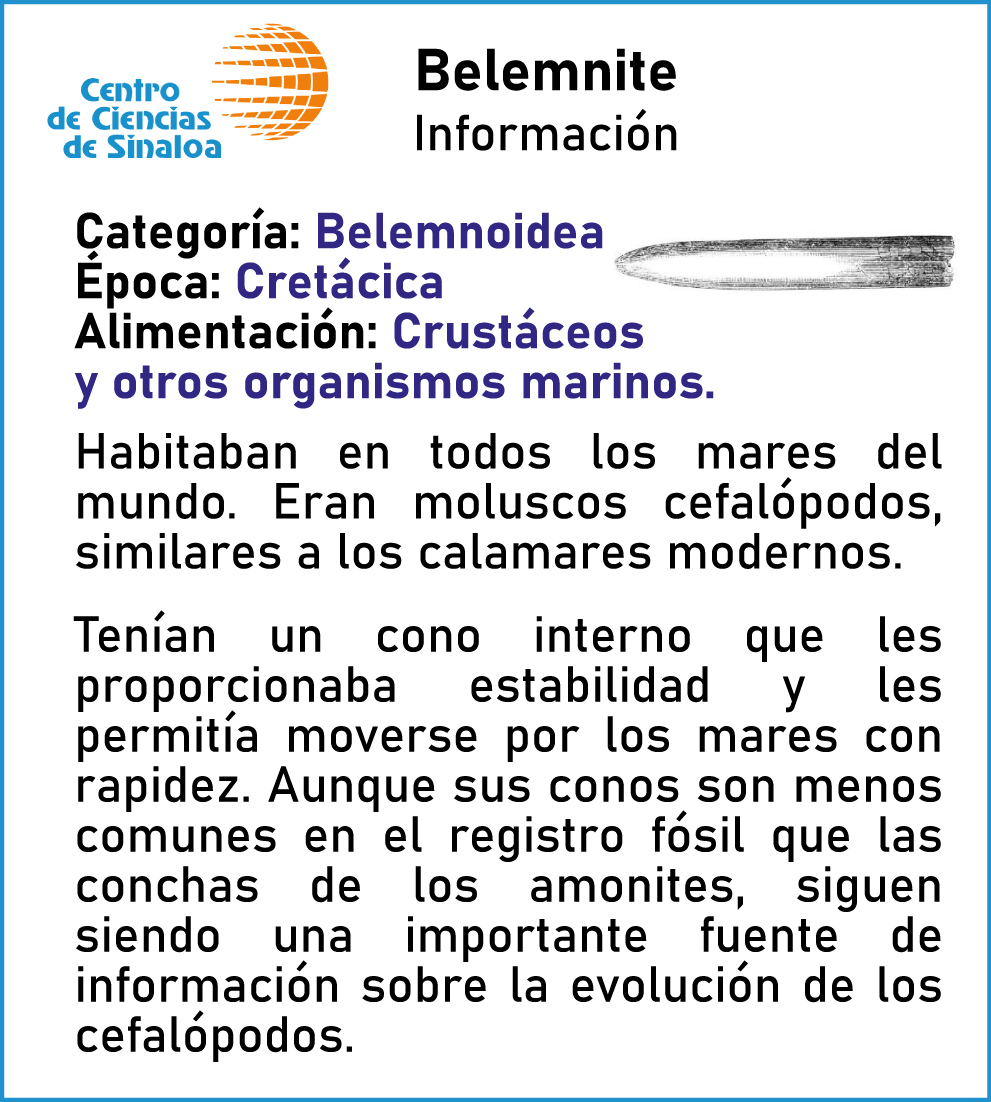 Centro
de Ciencias
de Sinaloa
Belemnite
Información
Categoría: Belemnoidea
Época: Cretácica
Alimentación: Crustáceos
y otros organismos marinos.
Habitaban en todos los mares del
mundo. Eran moluscos cefalópodos,
similares a los calamares modernos.
Tenían un cono interno que les
proporcionaba estabilidad y les
permitía moverse por los mares con
rapidez. Aunque sus conos son menos
comunes en el registro fósil que las
conchas de los amonites, siguen
siendo una importante fuente de
información sobre la evolución de los
cefalópodos.